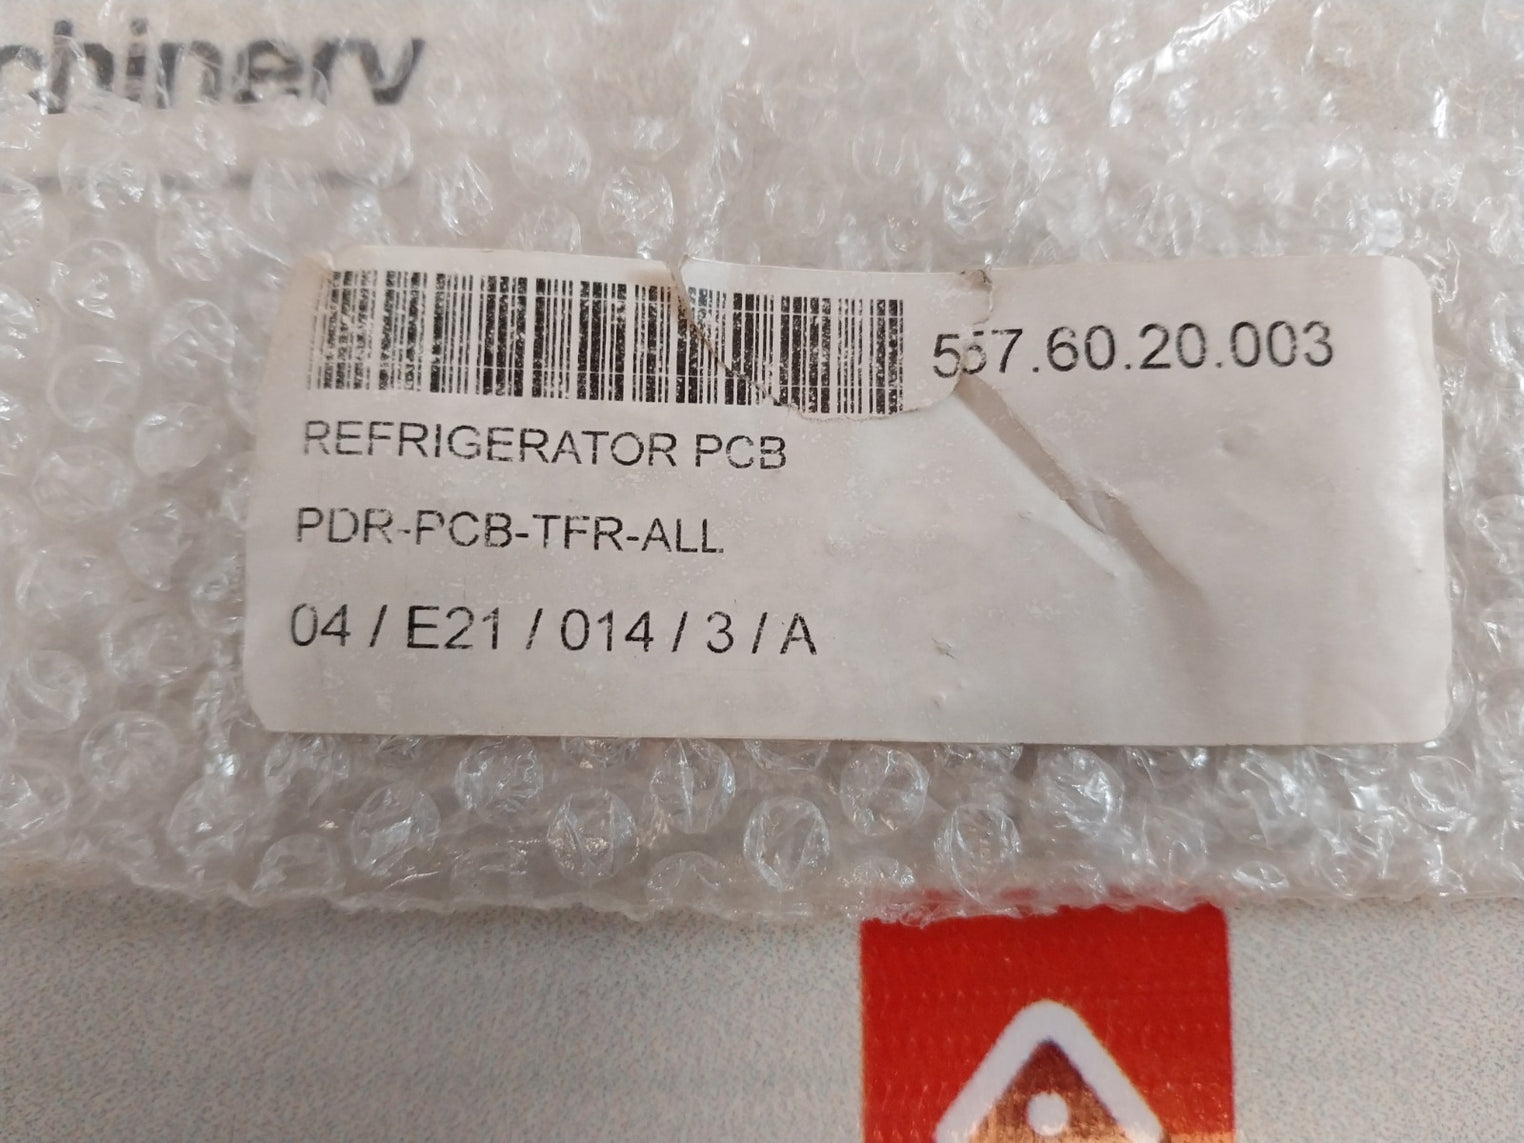 chinery
557.60.20.003
REFRIGERATOR PCB
PDR-PCB-TFR-ALL
04 / E21 / 014 / 3 / A